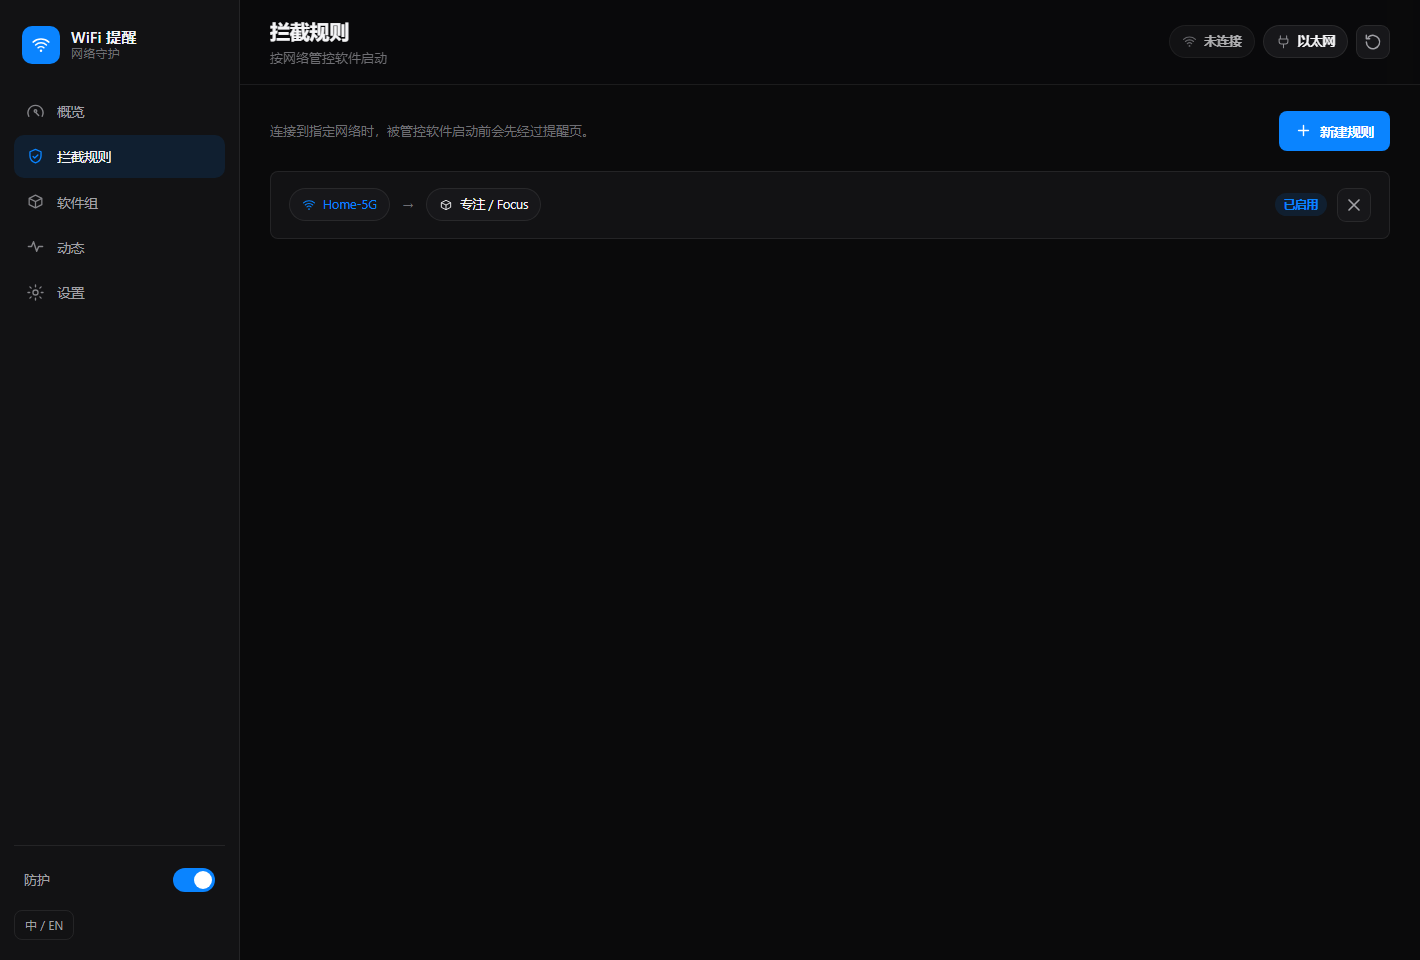 WiFi 提醒
网络守护
概览
拦截规则
软件组
动态
设置
防护
中 / EN
拦截规则
按网络管控软件启动
未连接
以太网
连接到指定网络时，被管控软件启动前会先经过提醒页。
新建规则
Home-5G → 专注 / Focus
已启用